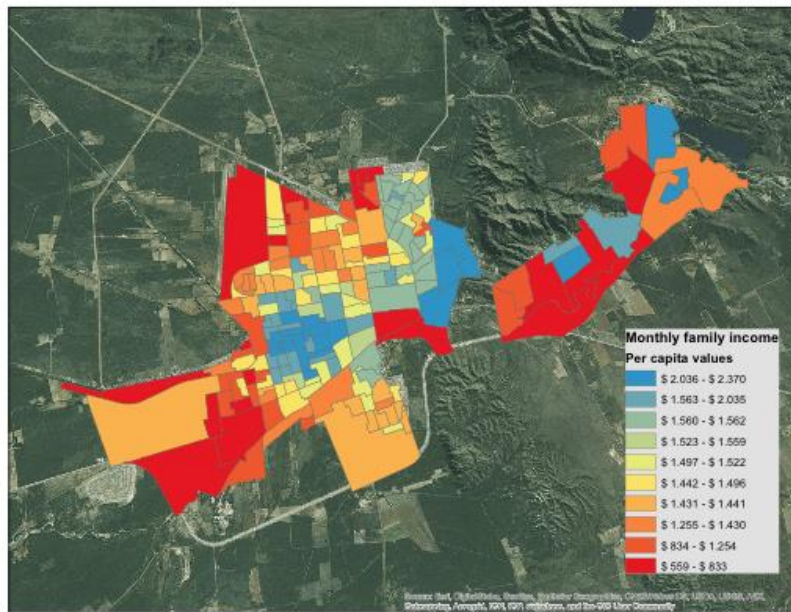 Monthly family income
Per capita values
$ 2.036 - $ 2.370
$ 1.563 - $ 2.035
$ 1.560 - $ 1.562
$ 1.523 - $ 1.559
$ 1.497 - $ 1.522
$ 1.442 - $ 1.496
$ 1.431 - $ 1.441
$ 1.255 - $ 1.430
$ 834 - $ 1.254
$ 559 - $ 833